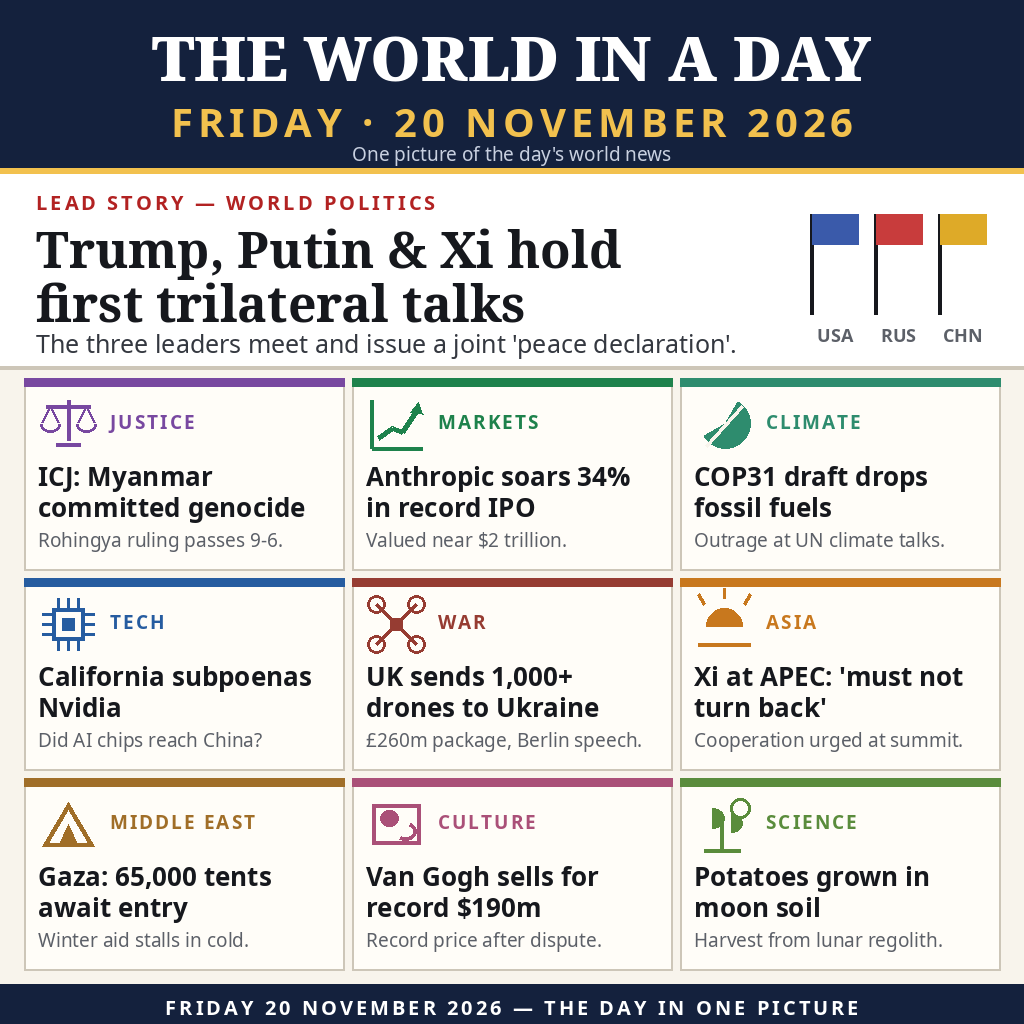 THE WORLD IN A DAY
FRIDAY · 20 NOVEMBER 2026
One picture of the day's world news
LEAD STORY — WORLD POLITICS
Trump, Putin & Xi hold
first trilateral talks
The three leaders meet and issue a joint 'peace declaration'.
USA RUS CHN
JUSTICE
ICJ: Myanmar
committed genocide
Rohingya ruling passes 9-6.
MARKETS
Anthropic soars 34%
in record IPO
Valued near $2 trillion.
CLIMATE
COP31 draft drops
fossil fuels
Outrage at UN climate talks.
TECH
California subpoenas
Nvidia
Did AI chips reach China?
WAR
UK sends 1,000+
drones to Ukraine
£260m package, Berlin speech.
ASIA
Xi at APEC: 'must not
turn back'
Cooperation urged at summit.
MIDDLE EAST
Gaza: 65,000 tents
await entry
Winter aid stalls in cold.
CULTURE
Van Gogh sells for
record $190m
Record price after dispute.
SCIENCE
Potatoes grown in
moon soil
Harvest from lunar regolith.
FRIDAY 20 NOVEMBER 2026 — THE DAY IN ONE PICTURE